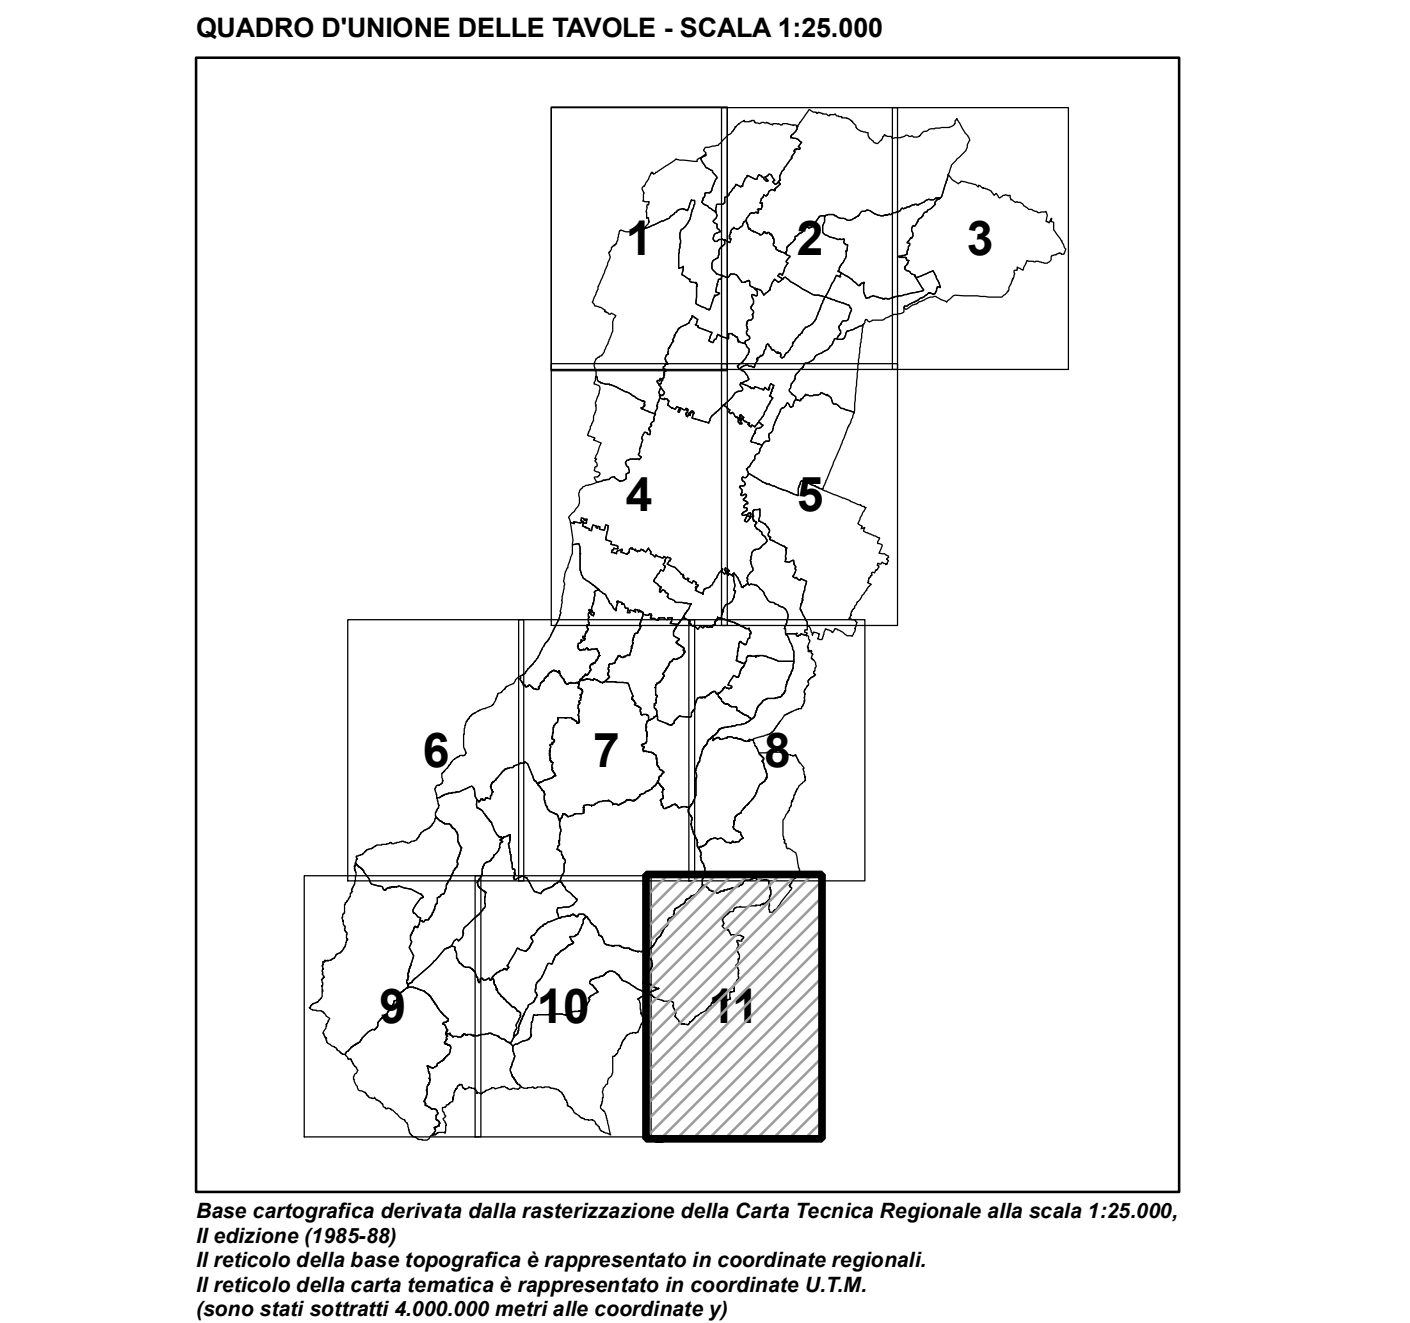 QUADRO D'UNIONE DELLE TAVOLE - SCALA 1:25.000
1
2
3
4
5
6
7
8
9
10
11
Base cartografica derivata dalla rasterizzazione della Carta Tecnica Regionale alla scala 1:25.000,
II edizione (1985-88)
Il reticolo della base topografica è rappresentato in coordinate regionali.
Il reticolo della carta tematica è rappresentato in coordinate U.T.M.
(sono stati sottratti 4.000.000 metri alle coordinate y)